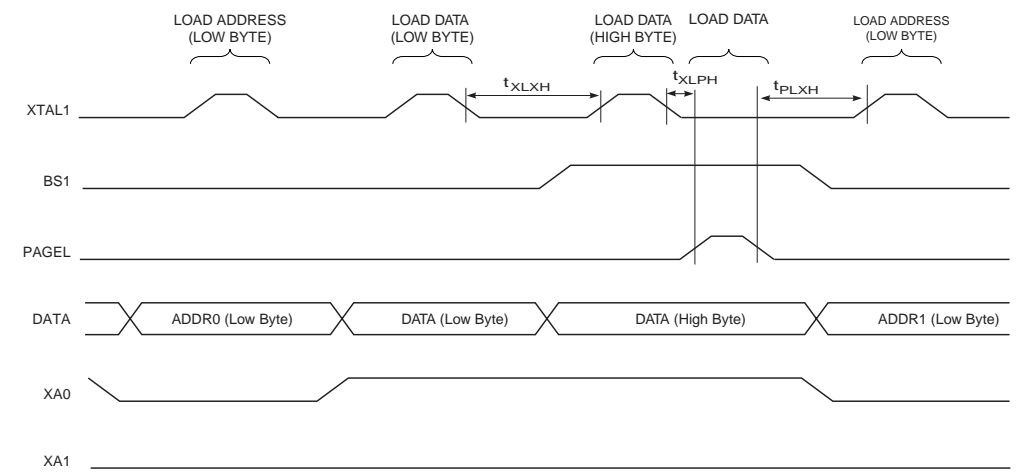 LOAD ADDRESS
(LOW BYTE)
LOAD DATA
(LOW BYTE)
LOAD DATA
(HIGH BYTE)
LOAD DATA
LOAD ADDRESS
(LOW BYTE)
tXLXH
tXLPH
tPLXH
XTAL1
BS1
PAGEL
DATA
ADDR0 (Low Byte)
DATA (Low Byte)
DATA (High Byte)
ADDR1 (Low Byte)
XA0
XA1